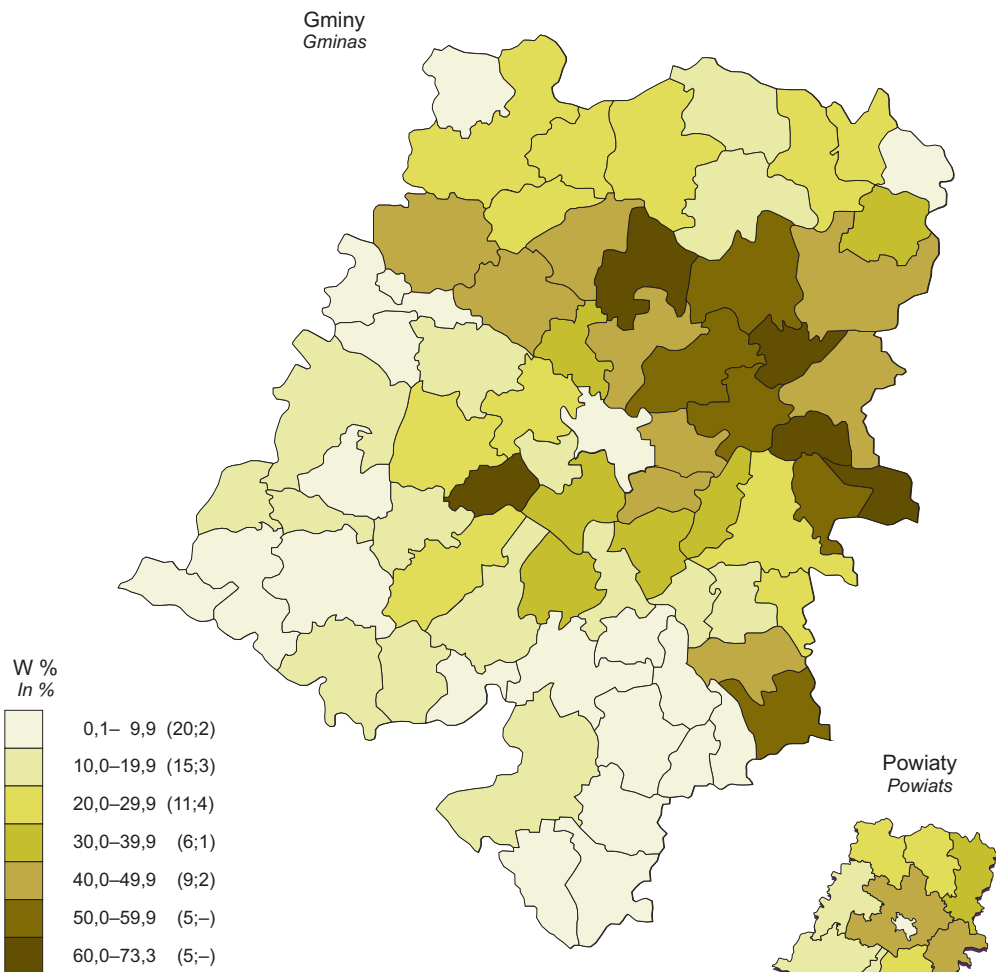 Gminy
Gminas
W %
In %
0,1– 9,9 (20;2)
10,0–19,9 (15;3)
20,0–29,9 (11;4)
30,0–39,9 (6;1)
40,0–49,9 (9;2)
50,0–59,9 (5;–)
60,0–73,3 (5;–)
Powiaty
Powiats